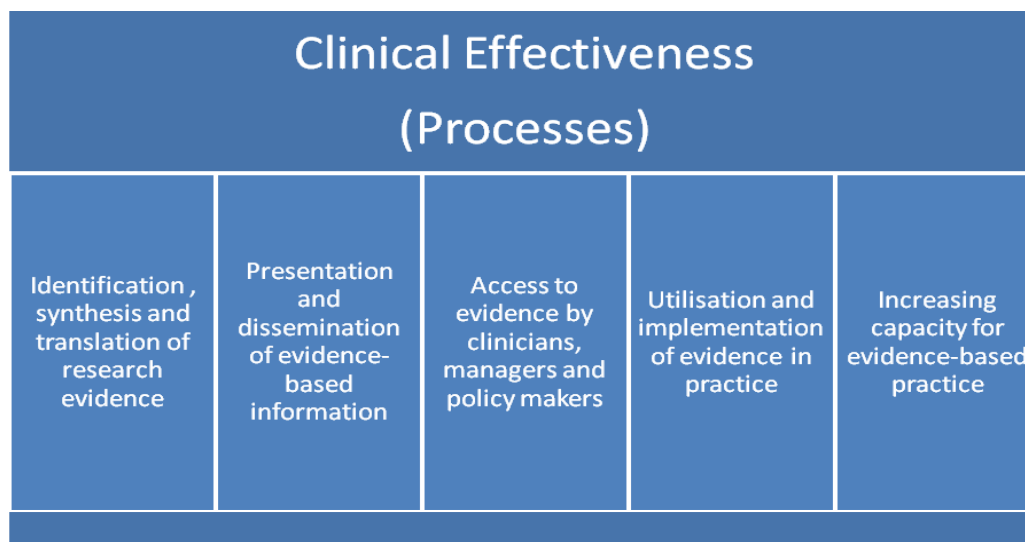 Clinical Effectiveness
(Processes)
Identification ,
synthesis and
translation of
research
evidence
Presentation
and
dissemination
of evidence-
based
information
Access to
evidence by
clinicians,
managers and
policy makers
Utilisation and
implementation
of evidence in
practice
Increasing
capacity for
evidence-based
practice